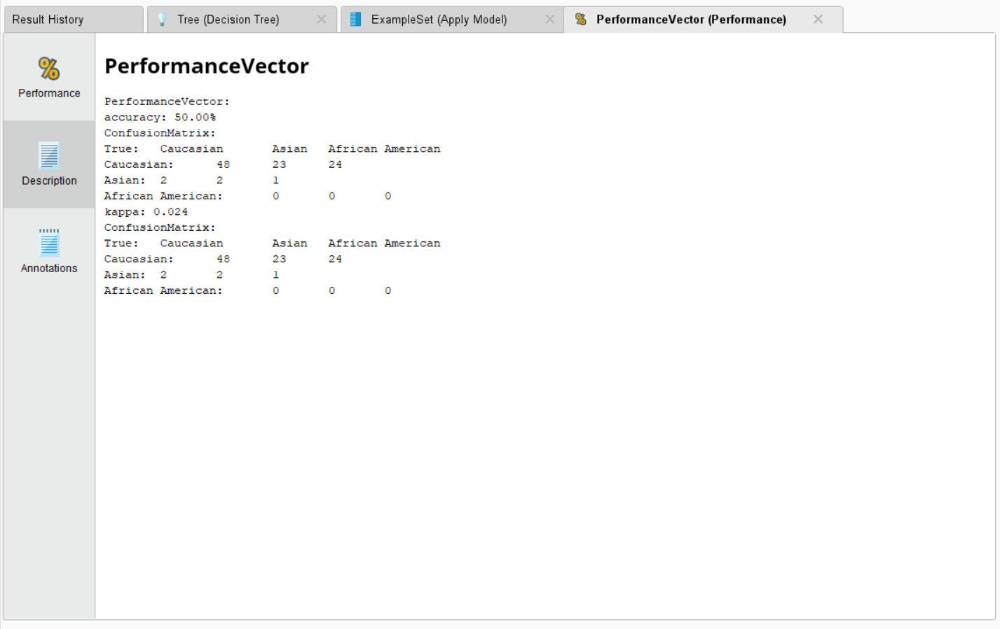 Result History
Tree (Decision Tree)
ExampleSet (Apply Model)
PerformanceVector (Performance)
Performance
Description
Annotations
PerformanceVector
PerformanceVector:
accuracy: 50.00%
ConfusionMatrix:
True: Caucasian Asian African American
Caucasian: 48 23 24
Asian: 2 2 1
African American: 0 0 0
kappa: 0.024
ConfusionMatrix:
True: Caucasian Asian African American
Caucasian: 48 23 24
Asian: 2 2 1
African American: 0 0 0